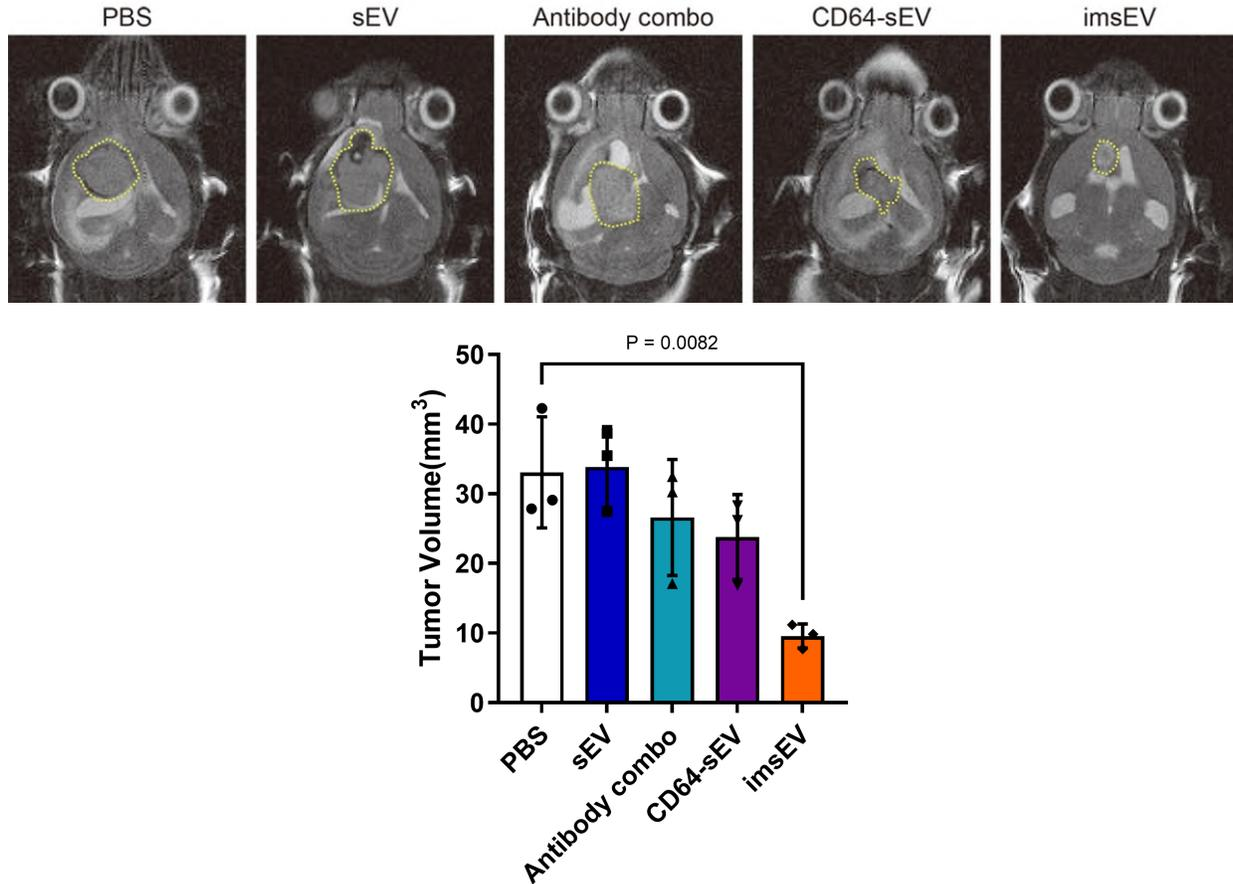 PBS
sEV
Antibody combo
CD64-sEV
imsEV
P = 0.0082
Tumor Volume(mm³)
50
40
30
20
10
0
PBS
sEV
Antibody combo
CD64-sEV
imsEV